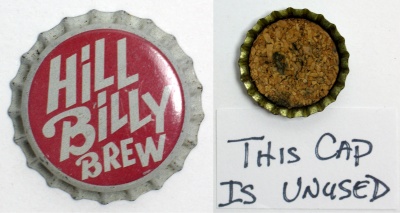 HiLL
BiLLY
BREW
THIS CAP
IS UNUSED